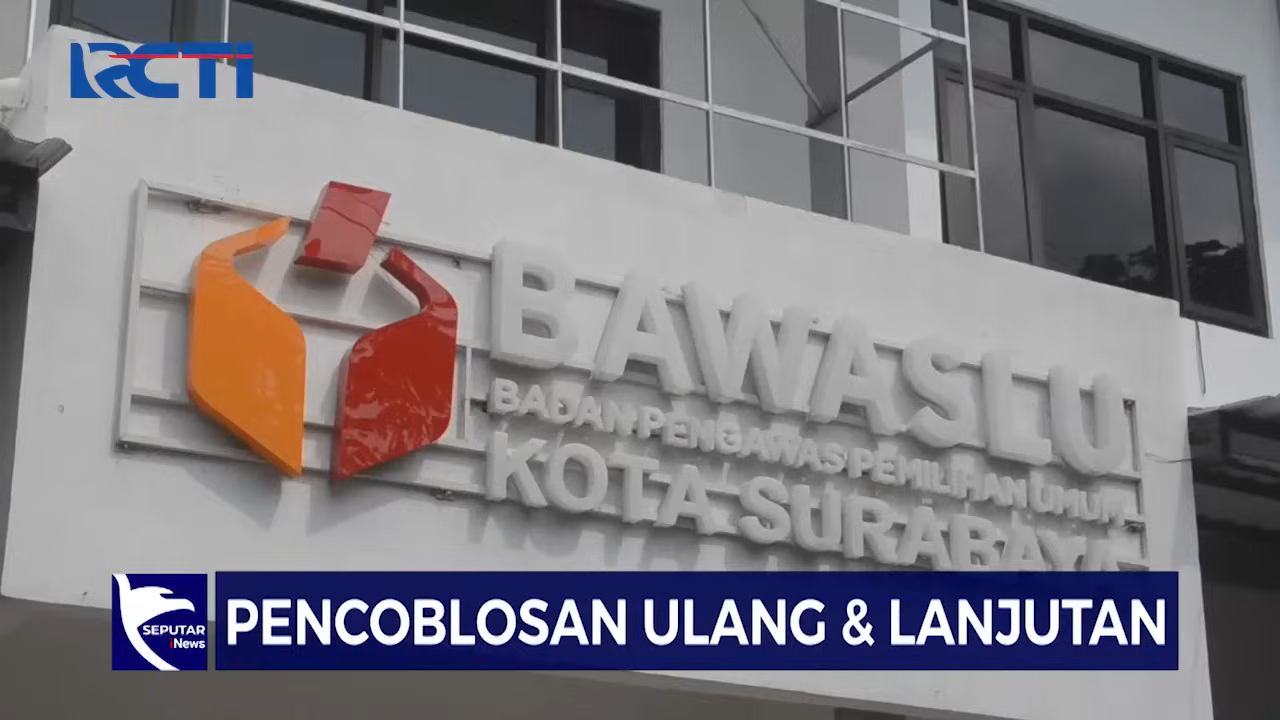 RCTI
BAWASLU
BADAN PENGAWAS PEMILIHAN UMUM
KOTA SURABAYA
SEPUTAR
iNews
PENCOBLOSAN ULANG & LANJUTAN